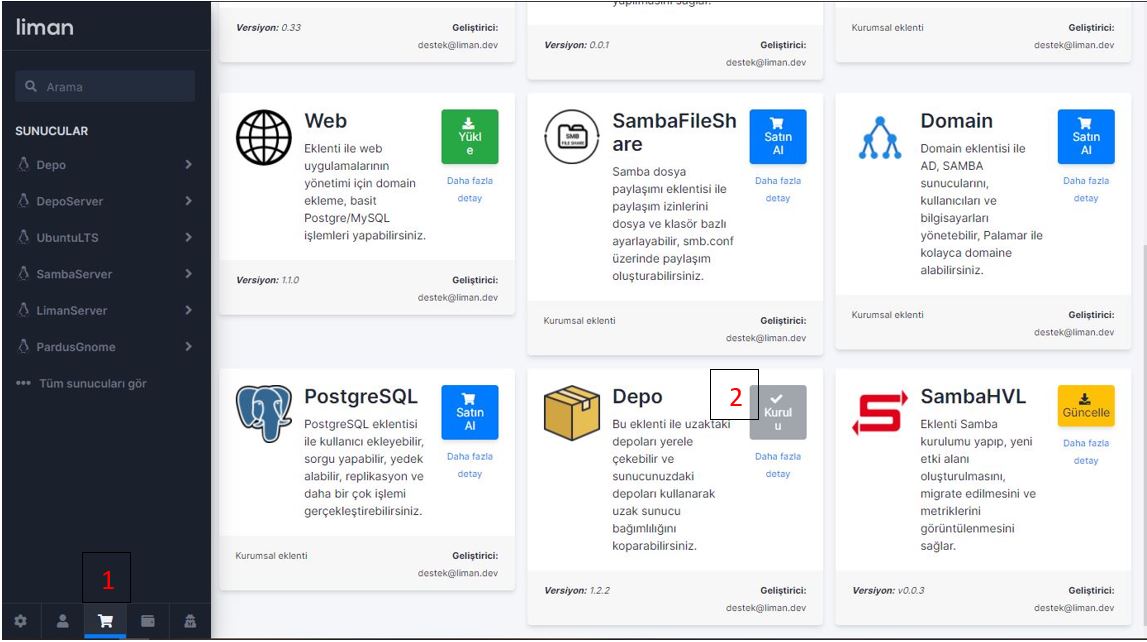 liman
Arama
SUNUCULAR
Depo
DepoServer
UbuntuLTS
SambaServer
LimanServer
PardusGnome
Tüm sunucuları gör
1
Versiyon: 0.33
Geliştirici:
destek@liman.dev
yapılmasını sağlar.
Versiyon: 0.0.1
Geliştirici:
destek@liman.dev
Kurumsal eklenti
Geliştirici:
destek@liman.dev
Web
Eklenti ile web
uygulamalarının
yönetimi için domain
ekleme, basit
Postgre/MySQL
işlemleri yapabilirsiniz.
Yükl
e
Daha fazla
detay
Versiyon: 1.1.0
Geliştirici:
destek@liman.dev
SMB
FILE SHARE
SambaFileSh
are
Samba dosya
paylaşımı eklentisi ile
paylaşım izinlerini
dosya ve klasör bazlı
ayarlayabilir, smb.conf
üzerinde paylaşım
oluşturabilirsiniz.
Satın
Al
Daha fazla
detay
Kurumsal eklenti
Geliştirici:
destek@liman.dev
Domain
Domain eklentisi ile
AD, SAMBA
sunucularını,
kullanıcıları ve
bilgisayarları
yönetebilir, Palamar ile
kolayca domaine
alabilirsiniz.
Satın
Al
Daha fazla
detay
Kurumsal eklenti
Geliştirici:
destek@liman.dev
PostgreSQL
PostgreSQL eklentisi
ile kullanıcı ekleyebilir,
sorgu yapabilir, yedek
alabilir, replikasyon ve
daha bir çok işlemi
gerçekleştirebilirsiniz.
Satın
Al
Daha fazla
detay
Kurumsal eklenti
Geliştirici:
destek@liman.dev
Depo
Bu eklenti ile uzaktaki
depoları yerele
çekebilir ve
sunucunuzdaki
depoları kullanarak
uzak sunucu
bağımlılığını
koparabilirsiniz.
2
Kurul
u
Daha fazla
detay
Versiyon: 1.2.2
Geliştirici:
destek@liman.dev
SambaHVL
Eklenti Samba
kurulumu yapıp, yeni
etki alanı
oluşturulmasını,
migrate edilmesini ve
metriklerini
görüntülenmesini
sağlar.
Güncelle
Daha fazla
detay
Versiyon: v0.0.3
Geliştirici:
destek@liman.dev